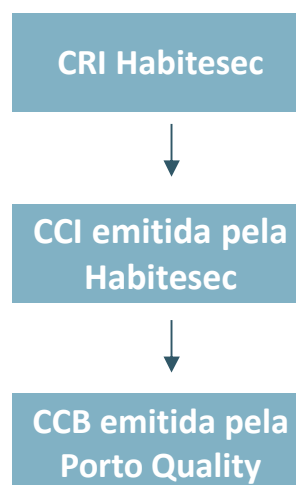 CRI Habitesec
CCI emitida pela
Habitesec
CCB emitida pela
Porto Quality